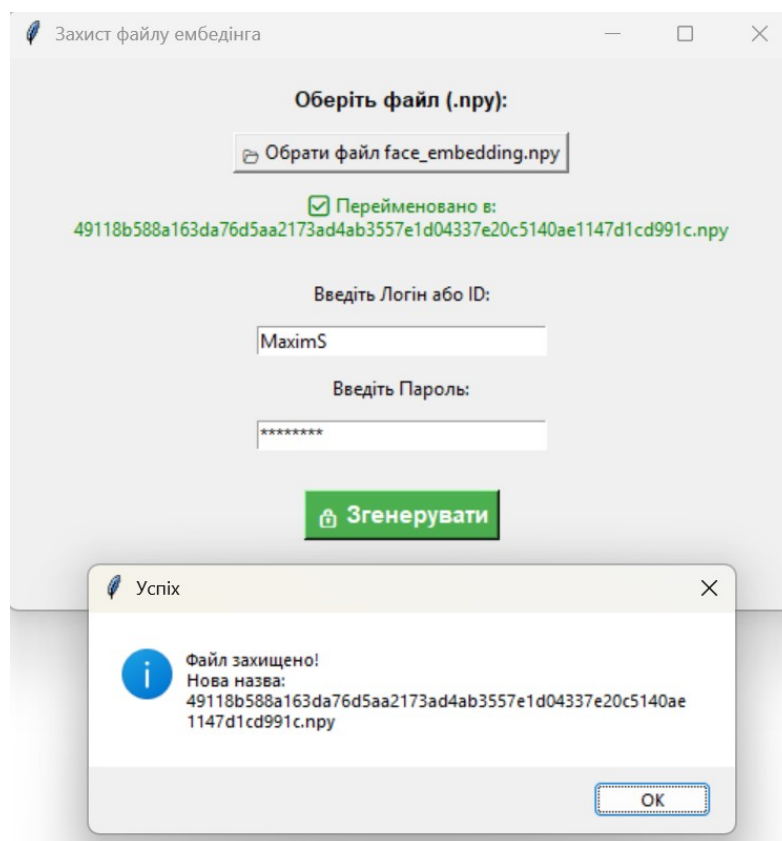 Захист файлу ембедінга
Оберіть файл (.npy):
Обрати файл face_embedding.npy
Перейменовано в:
49118b588a163da76d5aa2173ad4ab3557e1d04337e20c5140ae1147d1cd991c.npy
Введіть Логін або ID:
MaximS
Введіть Пароль:
********
Згенерувати
Успіх
Файл захищено!
Нова назва:
49118b588a163da76d5aa2173ad4ab3557e1d04337e20c5140ae
1147d1cd991c.npy
OK